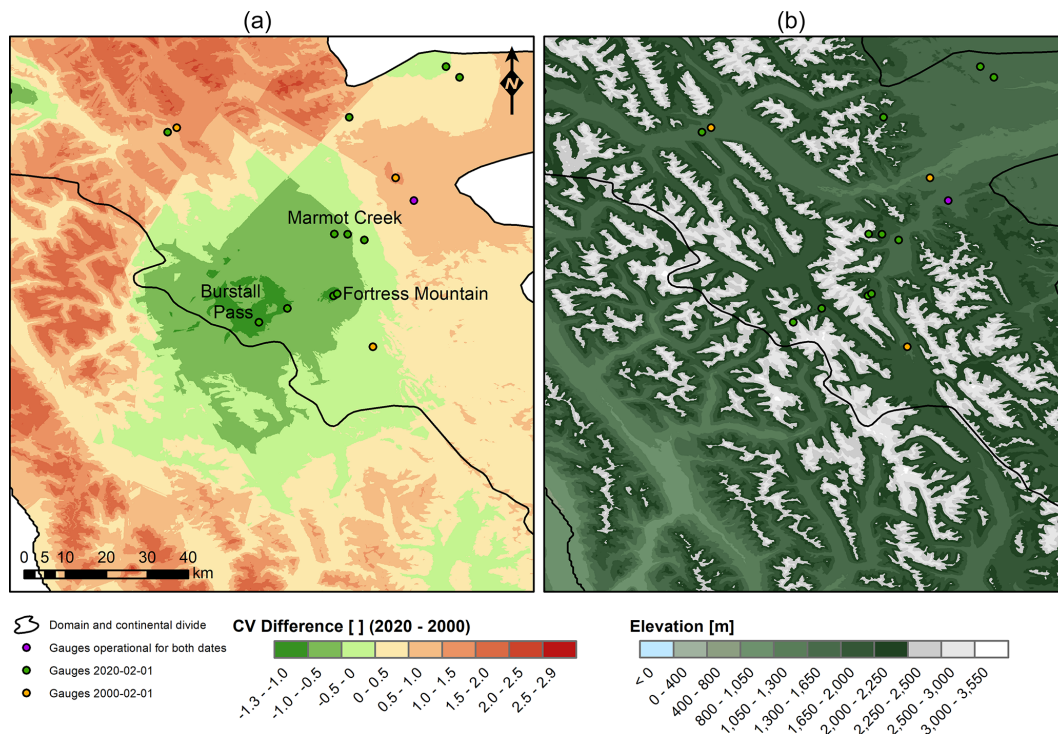 (a)
(b)
N
Marmot Creek
Burstall
Pass
Fortress Mountain
0 5 10 20 30 40
km
Domain and continental divide
Gauges operational for both dates
Gauges 2020-02-01
Gauges 2000-02-01
CV Difference [ ] (2020 - 2000)
-1.3 - -1.0
-1.0 - -0.5
-0.5 - 0
0 - 0.5
0.5 - 1.0
1.0 - 1.5
1.5 - 2.0
2.0 - 2.5
2.5 - 2.9
Elevation [m]
< 0
0 - 400
400 - 800
800 - 1,050
1,050 - 1,300
1,300 - 1,650
1,650 - 2,000
2,000 - 2,250
2,250 - 2,500
2,500 - 3,000
3,000 - 3,550